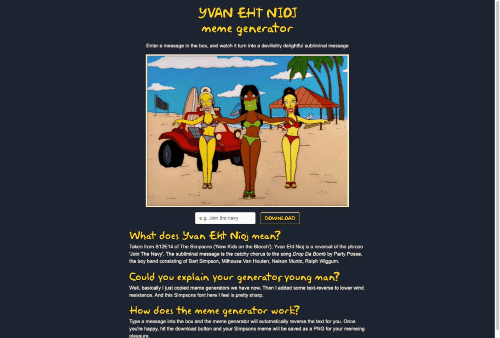 YVAN EHT NIOJ
meme generator
Enter a message in the box, and watch it turn into a devilishly delightful subliminal message
e.g. Join the navy
DOWNLOAD
What does Yvan Eht Nioj mean?
Taken from S12E14 of The Simpsons ('New Kids on the Blecch'), Yvan Eht Nioj is a reversal of the phrase
'Join The Navy'. The subliminal message is the catchy chorus to the song Drop Da Bomb by Party Posse,
the boy band consisting of Bart Simpson, Milhouse Van Houten, Nelson Muntz, Ralph Wiggum.
Could you explain your generator young man?
Well, basically I just copied meme generators we have now. Then I added some text-reverse to lower wind
resistance. And this Simpsons font here I feel is pretty sharp.
How does the meme generator work?
Type a message into the box and the meme generator will automatically reverse the text for you. Once
you're happy, hit the download button and your Simpsons meme will be saved as a PNG for your memeing
pleasure.